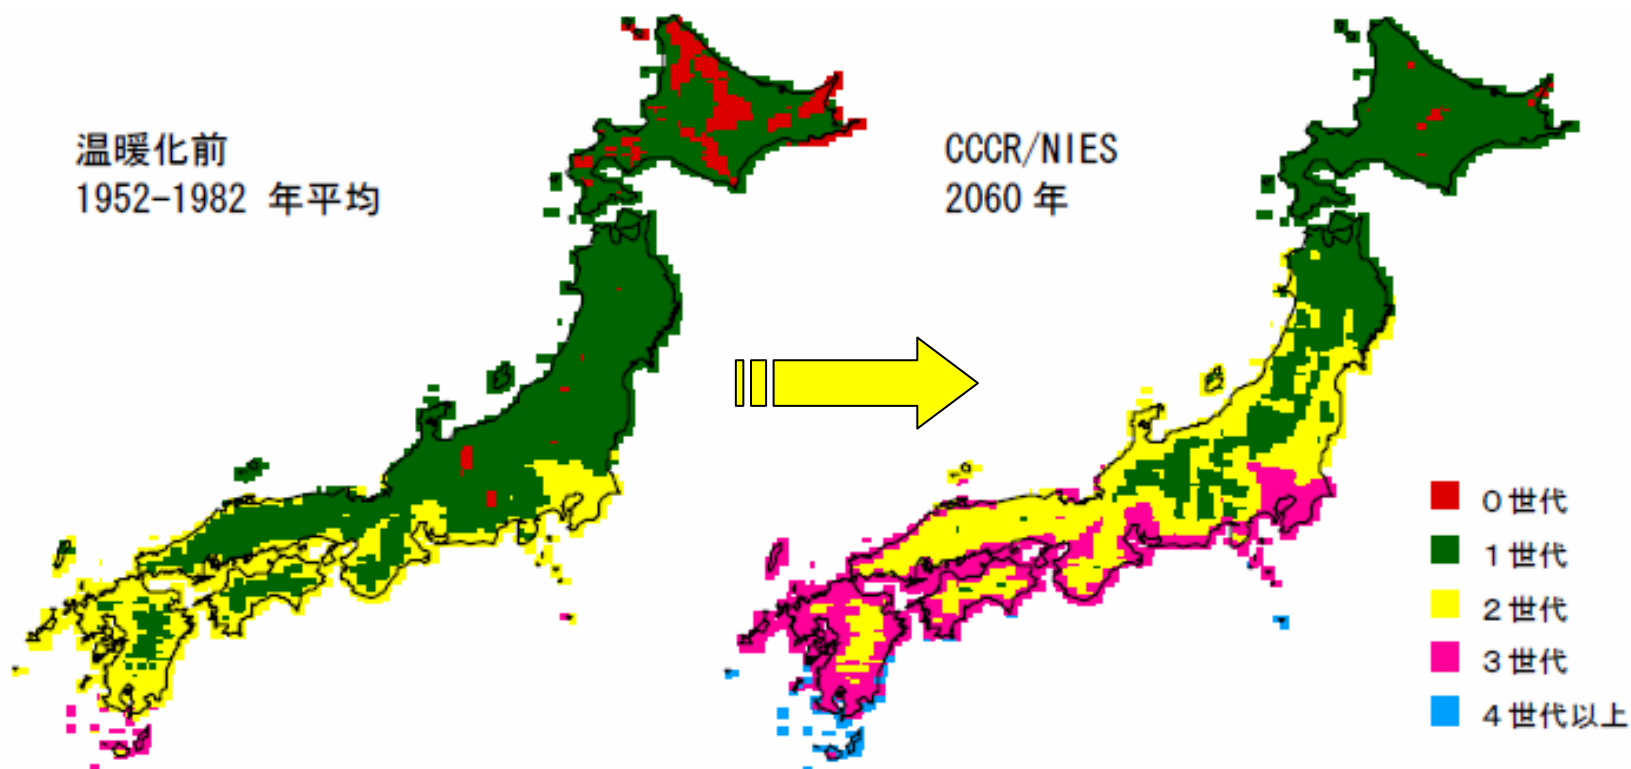 温暖化前
1952-1982 年平均
CCCR/NIES
2060 年
０世代
１世代
２世代
３世代
４世代以上